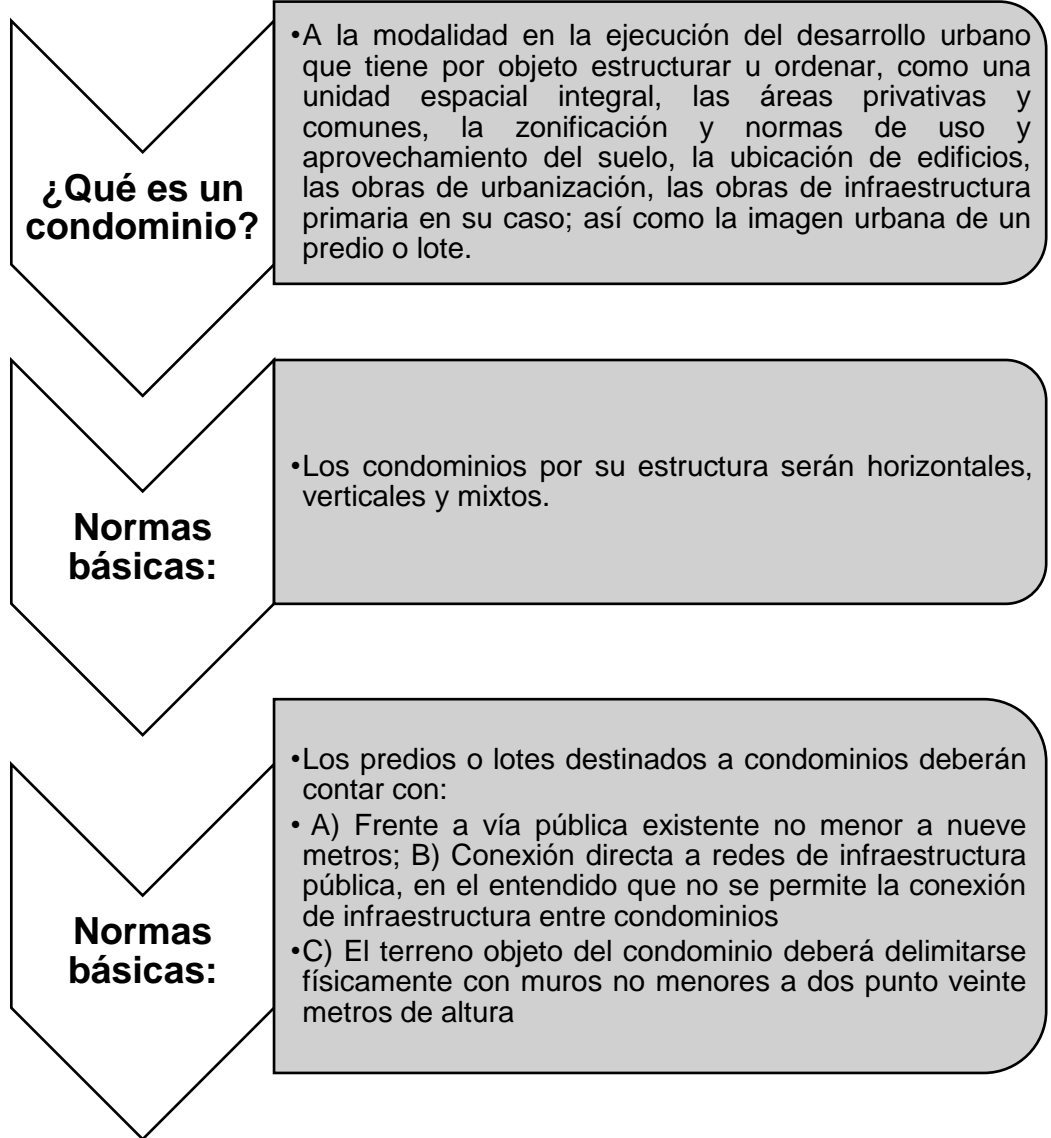 ¿Qué es un
condominio?
•A la modalidad en la ejecución del desarrollo urbano
que tiene por objeto estructurar u ordenar, como una
unidad espacial integral, las áreas privativas y
comunes, la zonificación y normas de uso y
aprovechamiento del suelo, la ubicación de edificios,
las obras de urbanización, las obras de infraestructura
primaria en su caso; así como la imagen urbana de un
predio o lote.
Normas
básicas:
•Los condominios por su estructura serán horizontales,
verticales y mixtos.
Normas
básicas:
•Los predios o lotes destinados a condominios deberán
contar con:
• A) Frente a vía pública existente no menor a nueve
metros; B) Conexión directa a redes de infraestructura
pública, en el entendido que no se permite la conexión
de infraestructura entre condominios
•C) El terreno objeto del condominio deberá delimitarse
físicamente con muros no menores a dos punto veinte
metros de altura